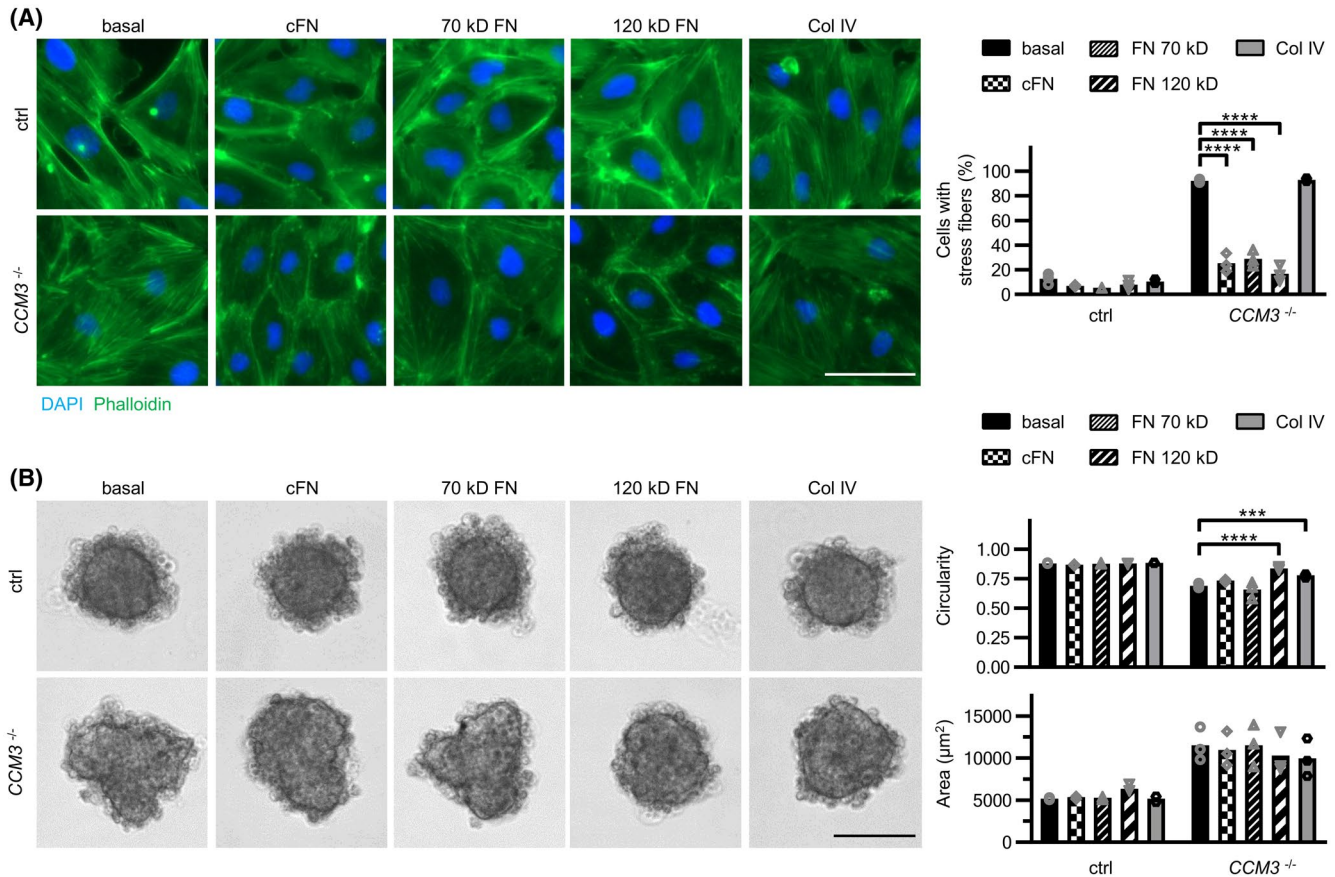 (A)
basal cFN 70 kD FN 120 kD FN Col IV
ctrl
CCM3 -/-
DAPI Phalloidin
basal FN 70 kD Col IV
cFN FN 120 kD
****
****
****
Cells with
stress fibers (%)
100
80
60
40
20
0
ctrl CCM3 -/-
(B)
basal cFN 70 kD FN 120 kD FN Col IV
ctrl
CCM3 -/-
basal FN 70 kD Col IV
cFN FN 120 kD
***
****
Circularity
1.00
0.75
0.50
0.25
0.00
Area (µm²)
15000
10000
5000
0
ctrl CCM3 -/-